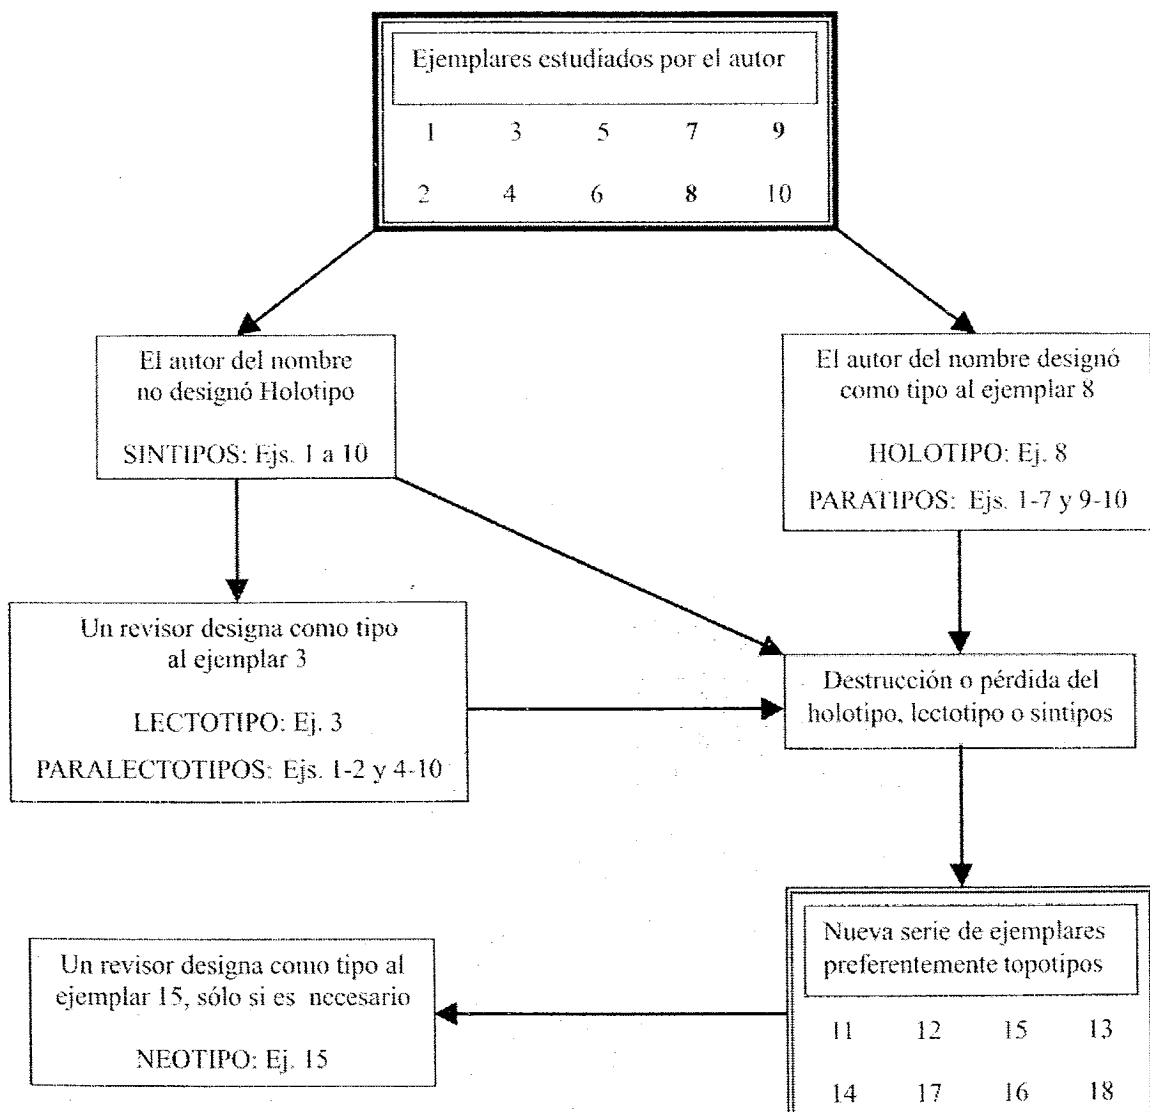 Ejemplares estudiados por el autor
1 3 5 7 9
2 4 6 8 10
El autor del nombre
no designó Holotipo
SINTIPOS: Ejs. 1 a 10
El autor del nombre designó
como tipo al ejemplar 8
HOLOTIPO: Ej. 8
PARATIPOS: Ejs. 1-7 y 9-10
Un revisor designa como tipo
al ejemplar 3
LECTOTIPO: Ej. 3
PARALECTOTIPOS: Ejs. 1-2 y 4-10
Destrucción o pérdida del
holotipo, lectotipo o sintipos
Nueva serie de ejemplares
preferentemente topotipos
11 12 15 13
14 17 16 18
Un revisor designa como tipo al
ejemplar 15, sólo si es necesario
NEOTIPO: Ej. 15